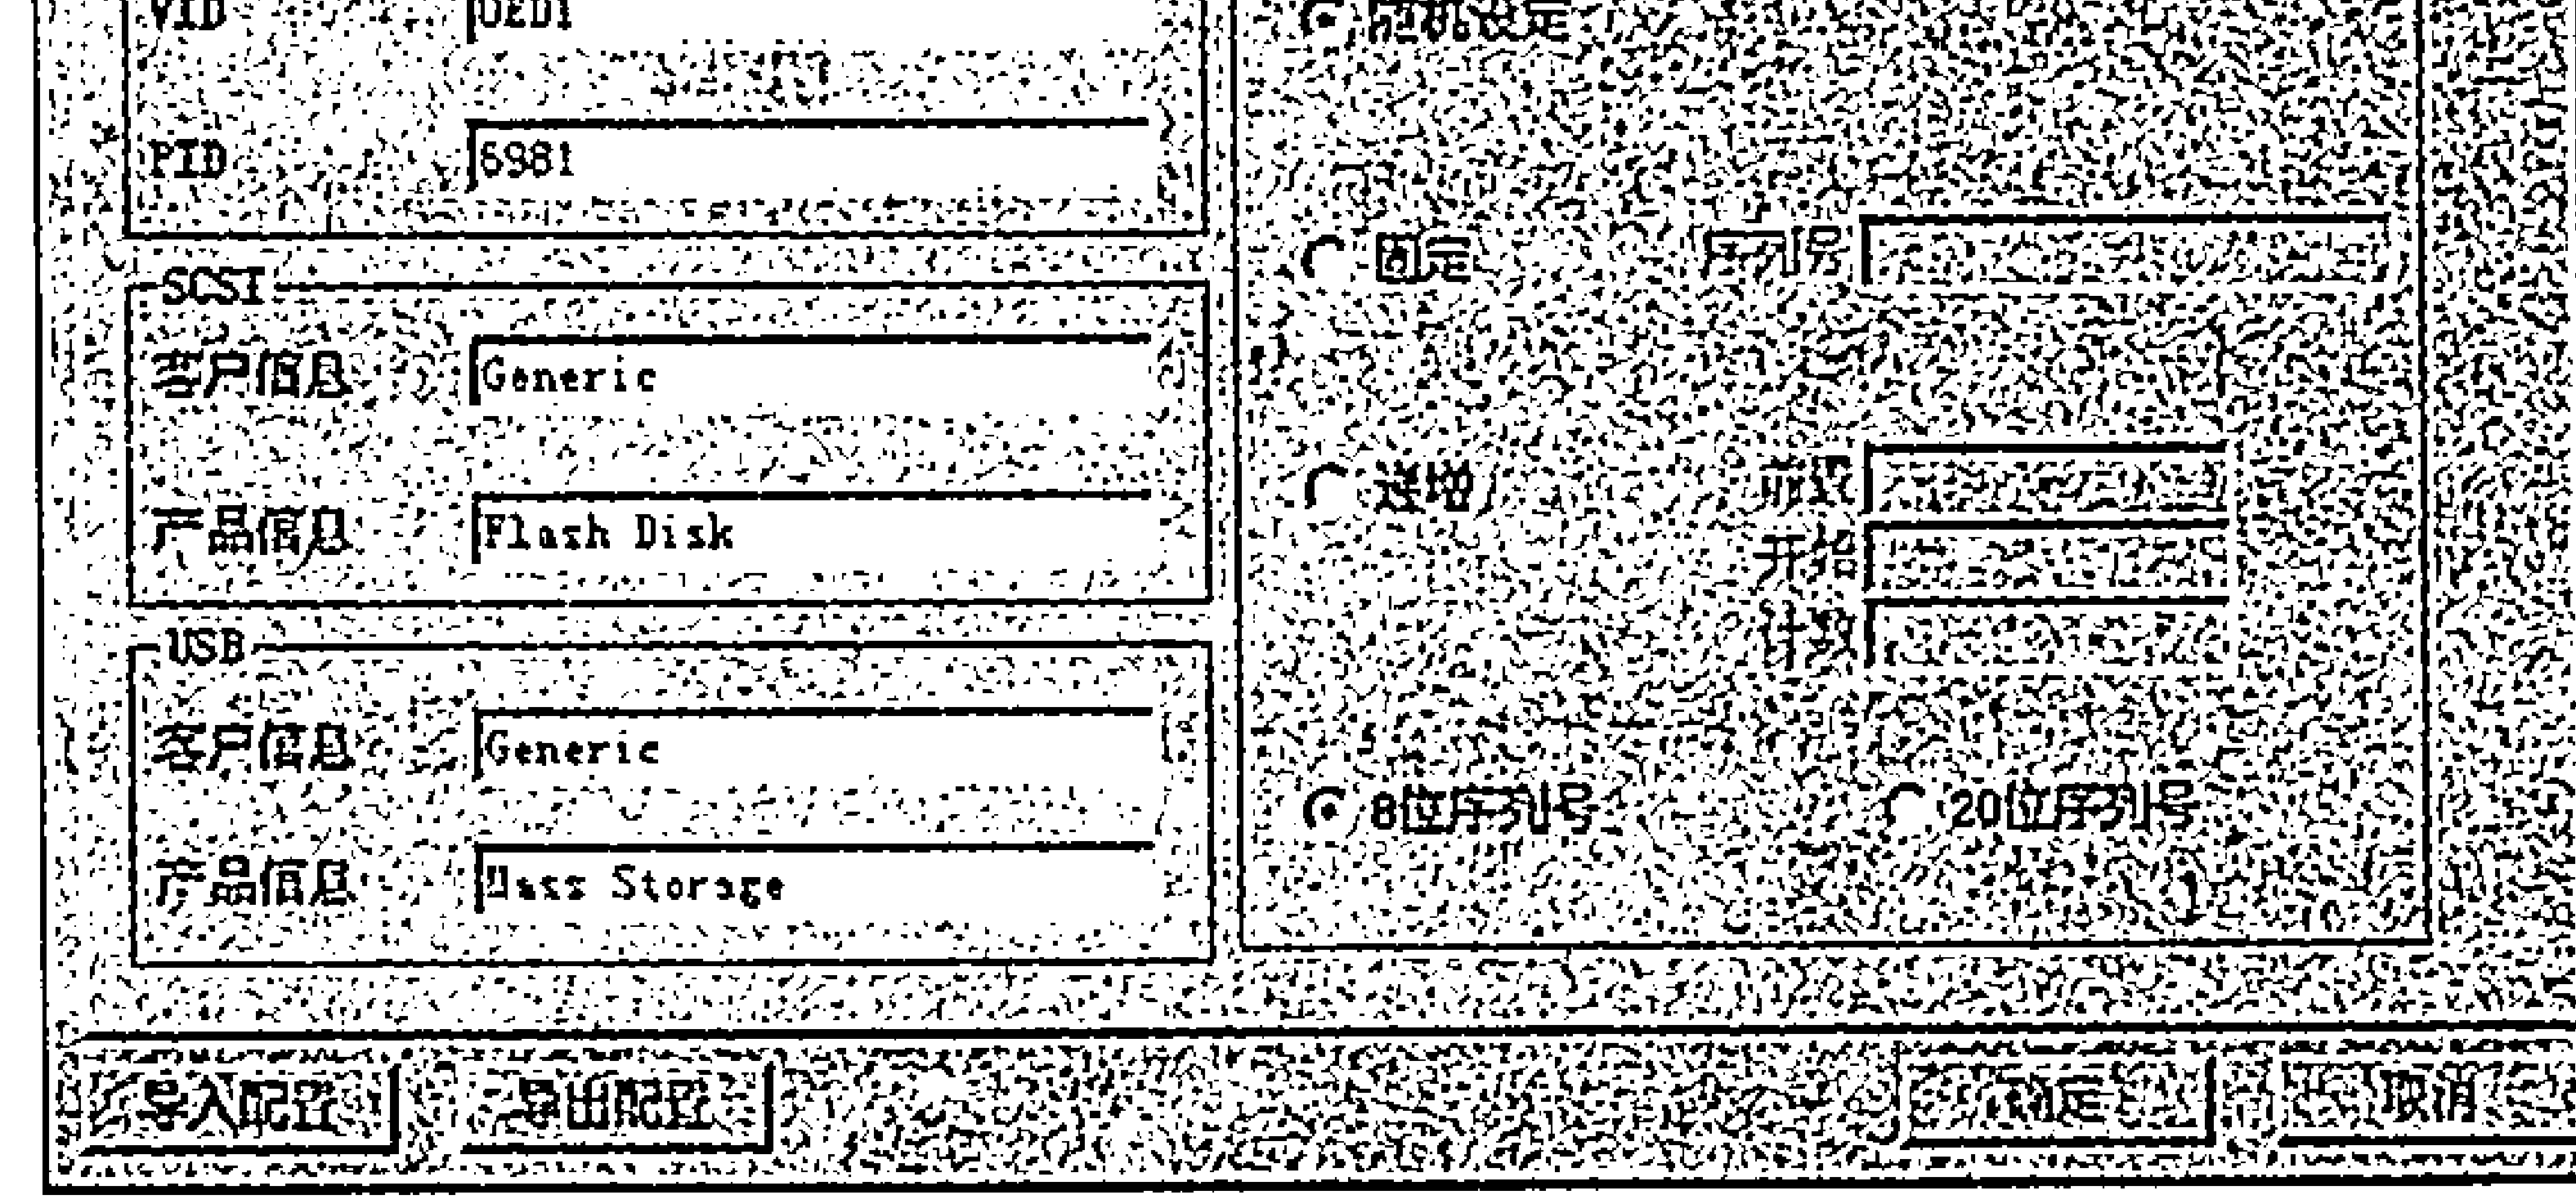 VID
PID
SCSI
客户信息 Generic
产品信息 Flash Disk
USB
客户信息 Generic
产品信息 Mass Storage
随机设定
固定 序列号
递增 前缀
开始
计数
8位序列号 20位序列号
导入配置 导出配置 确定 取消